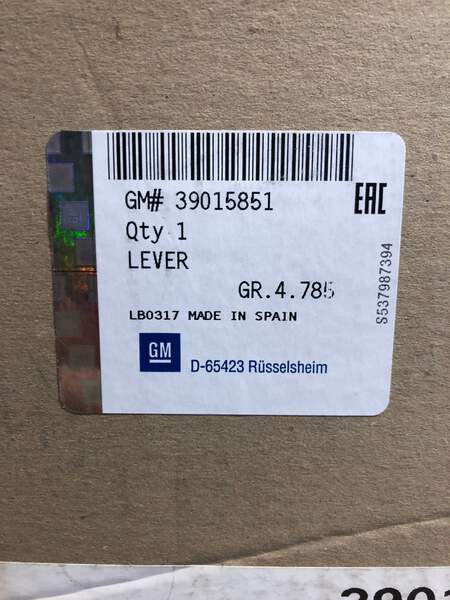 GM# 39015851
EAC
Qty 1
LEVER
GR.4.785
LB0317 MADE IN SPAIN
GM
D-65423 Rüsselsheim
S537987394